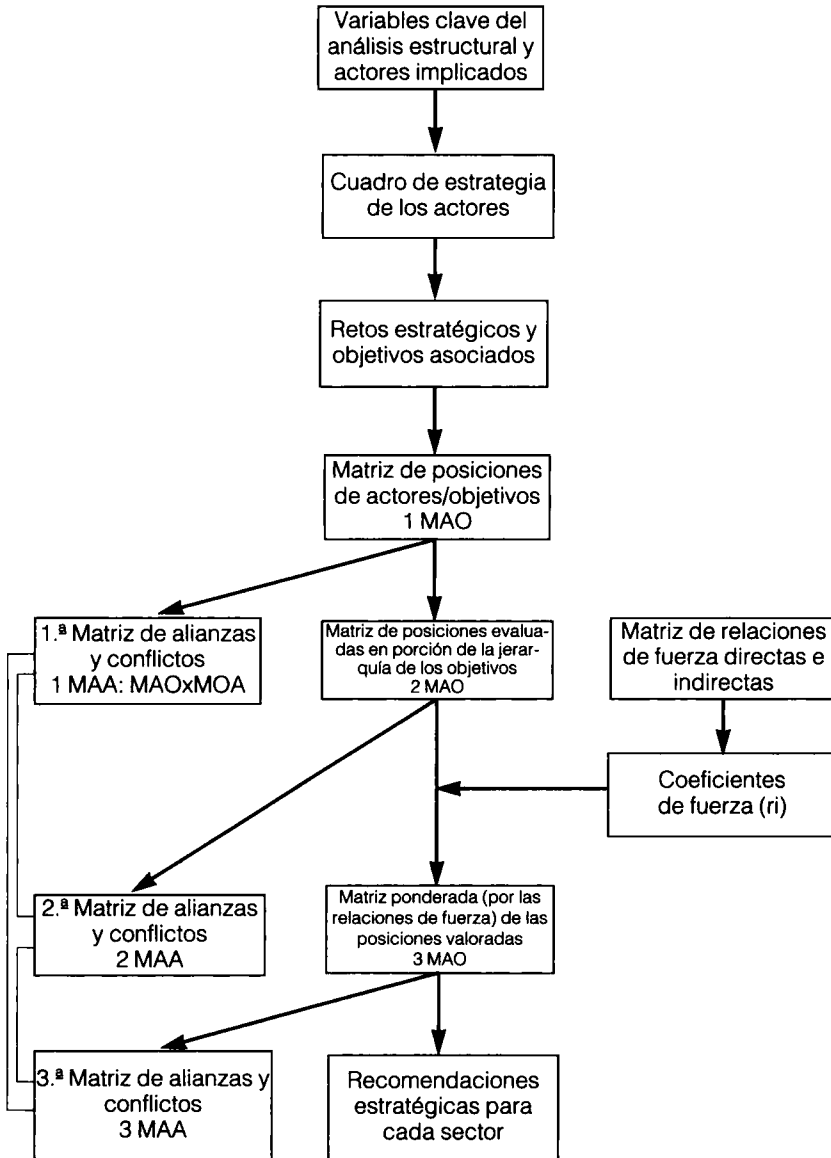 Variables clave del
análisis estructural y
actores implicados
Cuadro de estrategia
de los actores
Retos estratégicos y
objetivos asociados
Matriz de posiciones
de actores/objetivos
1 MAO
1.ª Matriz de alianzas
y conflictos
1 MAA: MAOxMOA
Matriz de posiciones evalua-
das en porción de la jerar-
quía de los objetivos
2 MAO
Matriz de relaciones
de fuerza directas e
indirectas
Coeficientes
de fuerza (ri)
2.ª Matriz de alianzas
y conflictos
2 MAA
Matriz ponderada (por las
relaciones de fuerza) de las
posiciones valoradas
3 MAO
3.ª Matriz de alianzas y
conflictos
3 MAA
Recomendaciones
estratégicas para
cada sector